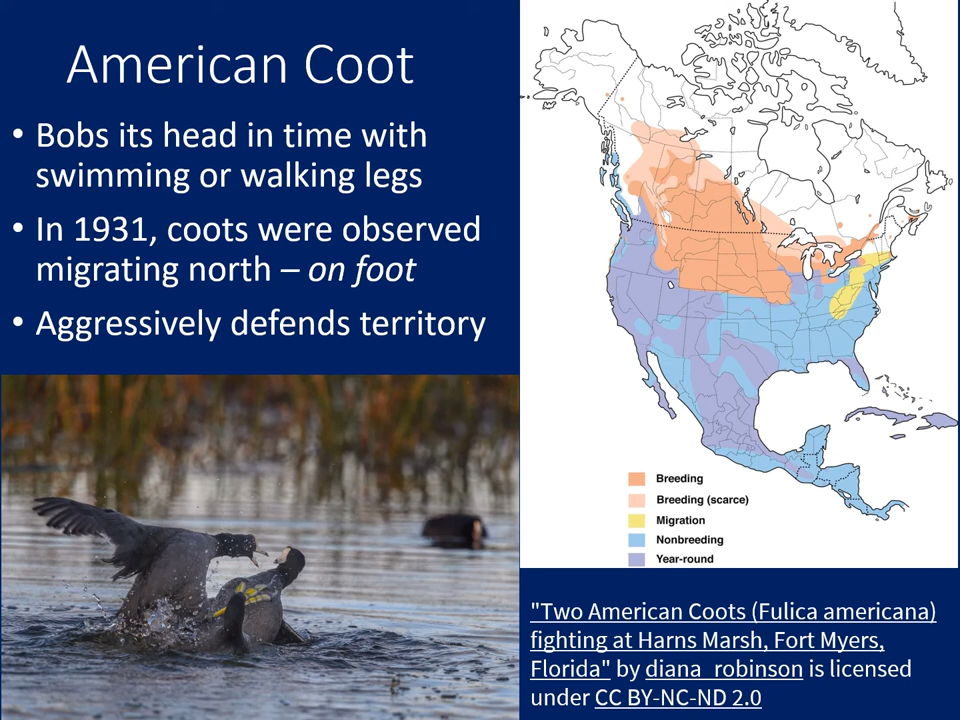 American Coot
• Bobs its head in time with
swimming or walking legs
• In 1931, coots were observed
migrating north – on foot
• Aggressively defends territory
Breeding
Breeding (scarce)
Migration
Nonbreeding
Year-round
"Two American Coots (Fulica americana)
fighting at Harns Marsh, Fort Myers,
Florida" by diana_robinson is licensed
under CC BY-NC-ND 2.0